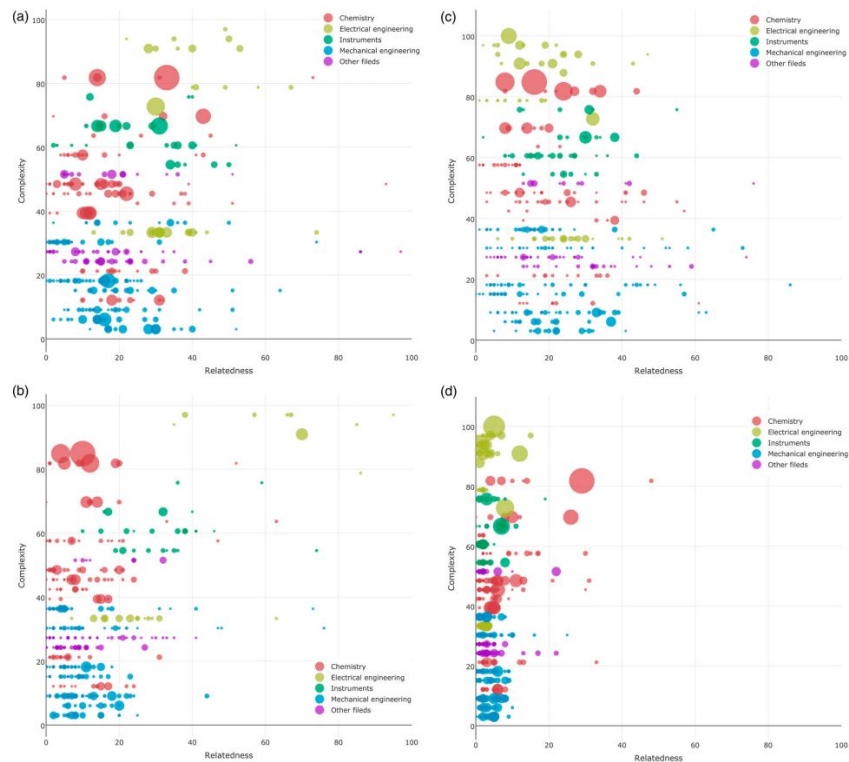 (a)
100
80
60
40
20
0
Complexity
0 20 40 60 80 100
Relatedness
Chemistry
Electrical engineering
Instruments
Mechanical engineering
Other fileds
(c)
100
80
60
40
20
0
Complexity
0 20 40 60 80 100
Relatedness
Chemistry
Electrical engineering
Instruments
Mechanical engineering
Other fileds
(b)
100
80
60
40
20
0
Complexity
0 20 40 60 80 100
Relatedness
Chemistry
Electrical engineering
Instruments
Mechanical engineering
Other fileds
(d)
100
80
60
40
20
0
Complexity
0 20 40 60 80 100
Relatedness
Chemistry
Electrical engineering
Instruments
Mechanical engineering
Other fileds